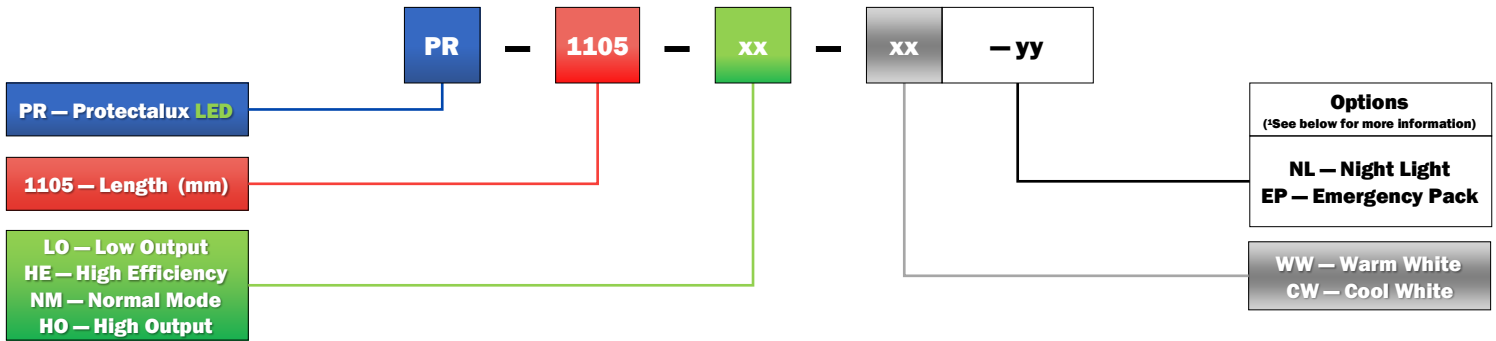 PR — 1105 — xx — xx — yy
PR — Protectalux LED
1105 — Length (mm)
LO — Low Output
HE — High Efficiency
NM — Normal Mode
HO — High Output
Options
(¹See below for more information)
NL — Night Light
EP — Emergency Pack
WW — Warm White
CW — Cool White